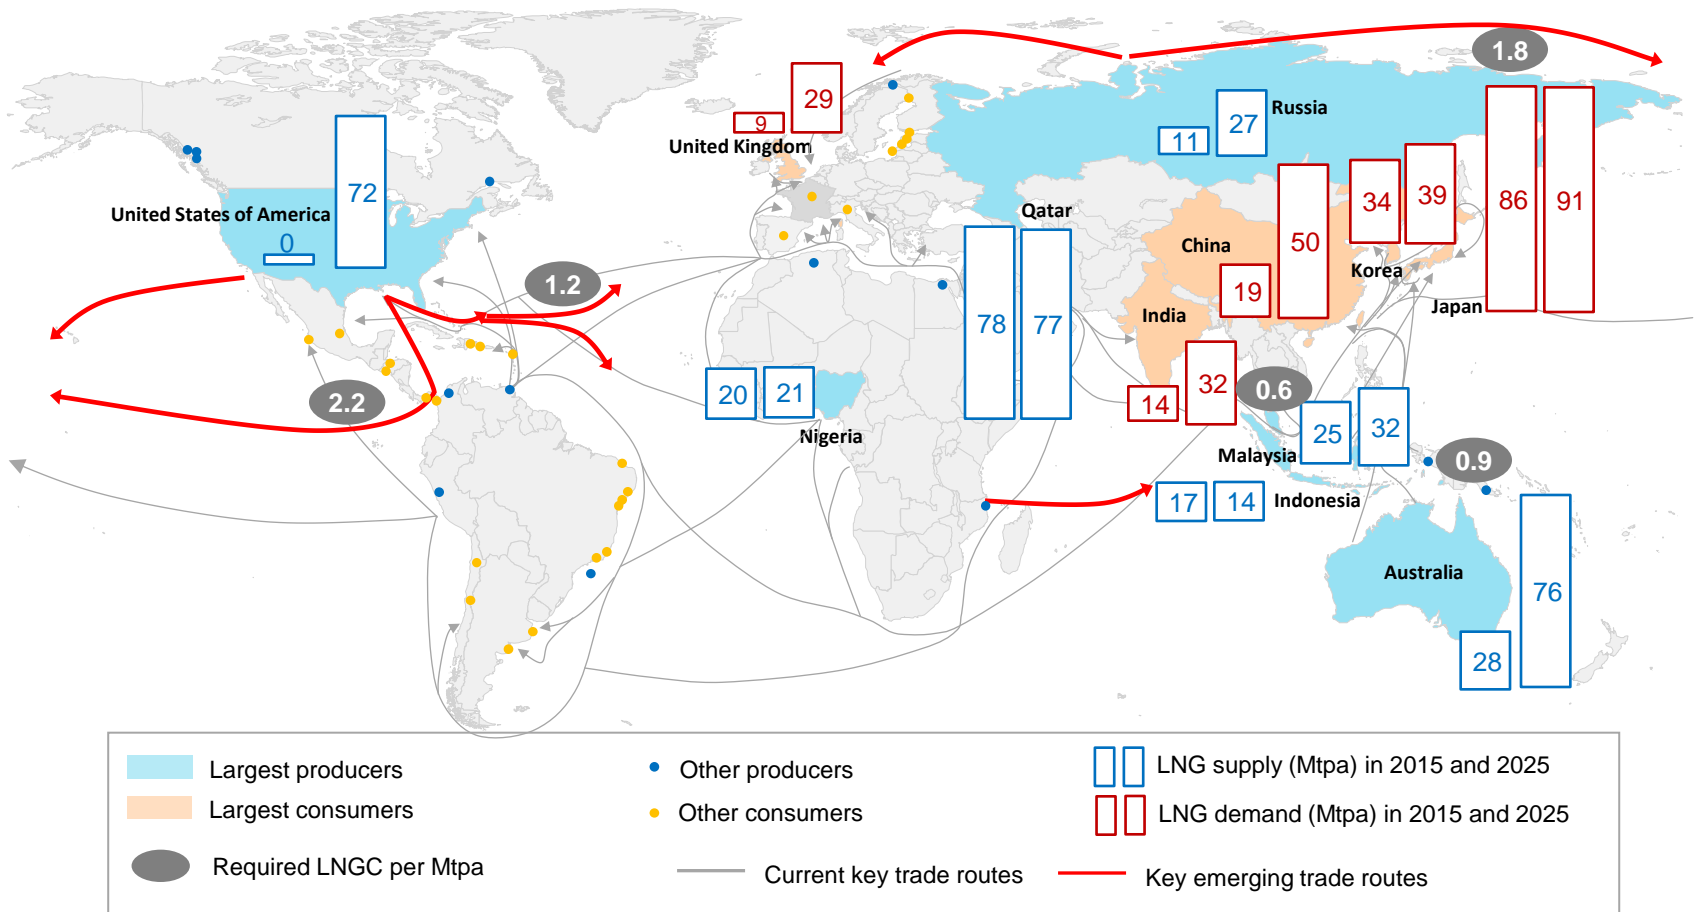 1.8
29
9
United Kingdom
Russia
27
11
72
United States of America
0
34
39
86
91
Qatar
50
China
Korea
19
1.2
India
Japan
78
77
2.2
20
21
Nigeria
32
14
0.6
25
32
Malaysia
0.9
17
14
Indonesia
Australia
76
28
Largest producers
Other producers
LNG supply (Mtpa) in 2015 and 2025
Largest consumers
Other consumers
LNG demand (Mtpa) in 2015 and 2025
Required LNGC per Mtpa
Current key trade routes
Key emerging trade routes